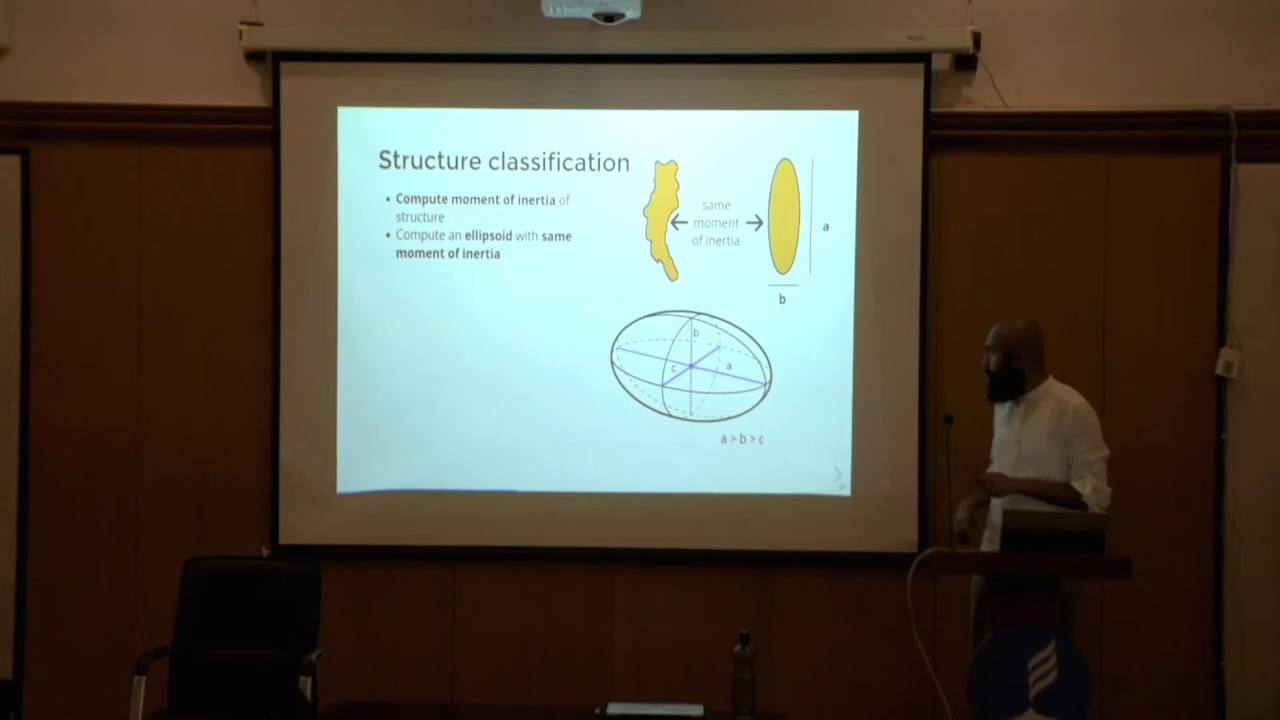 Structure classification
• Compute moment of inertia of
structure
• Compute an ellipsoid with same
moment of inertia
same
moment
of inertia
a
b
b
c
a
a > b > c